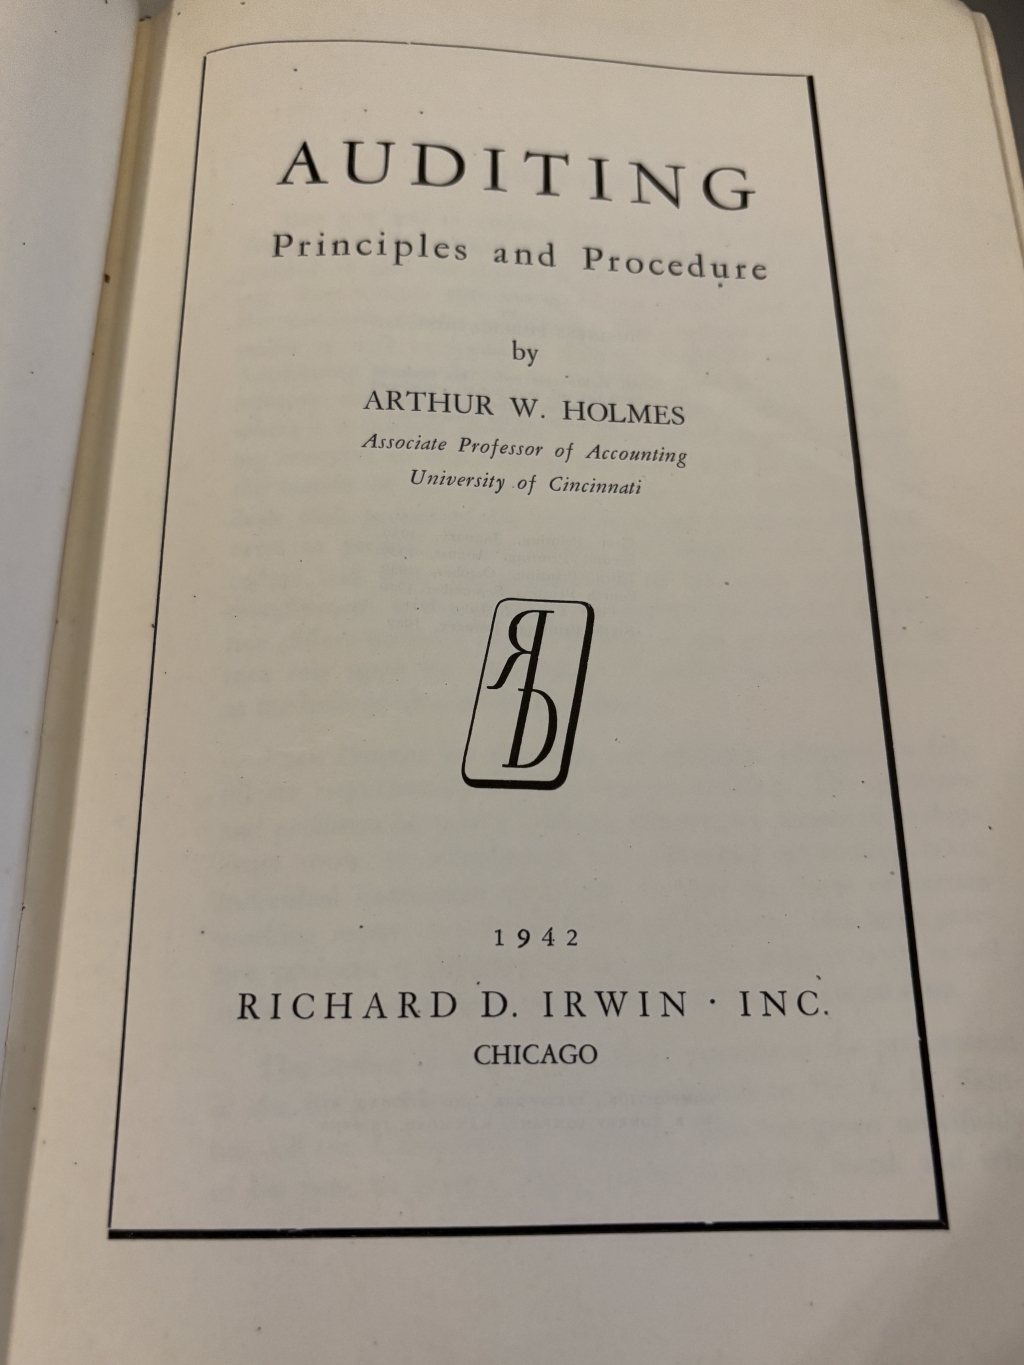 AUDITING
Principles and Procedure
by
ARTHUR W. HOLMES
Associate Professor of Accounting
University of Cincinnati
RD
1942
RICHARD D. IRWIN · INC.
CHICAGO